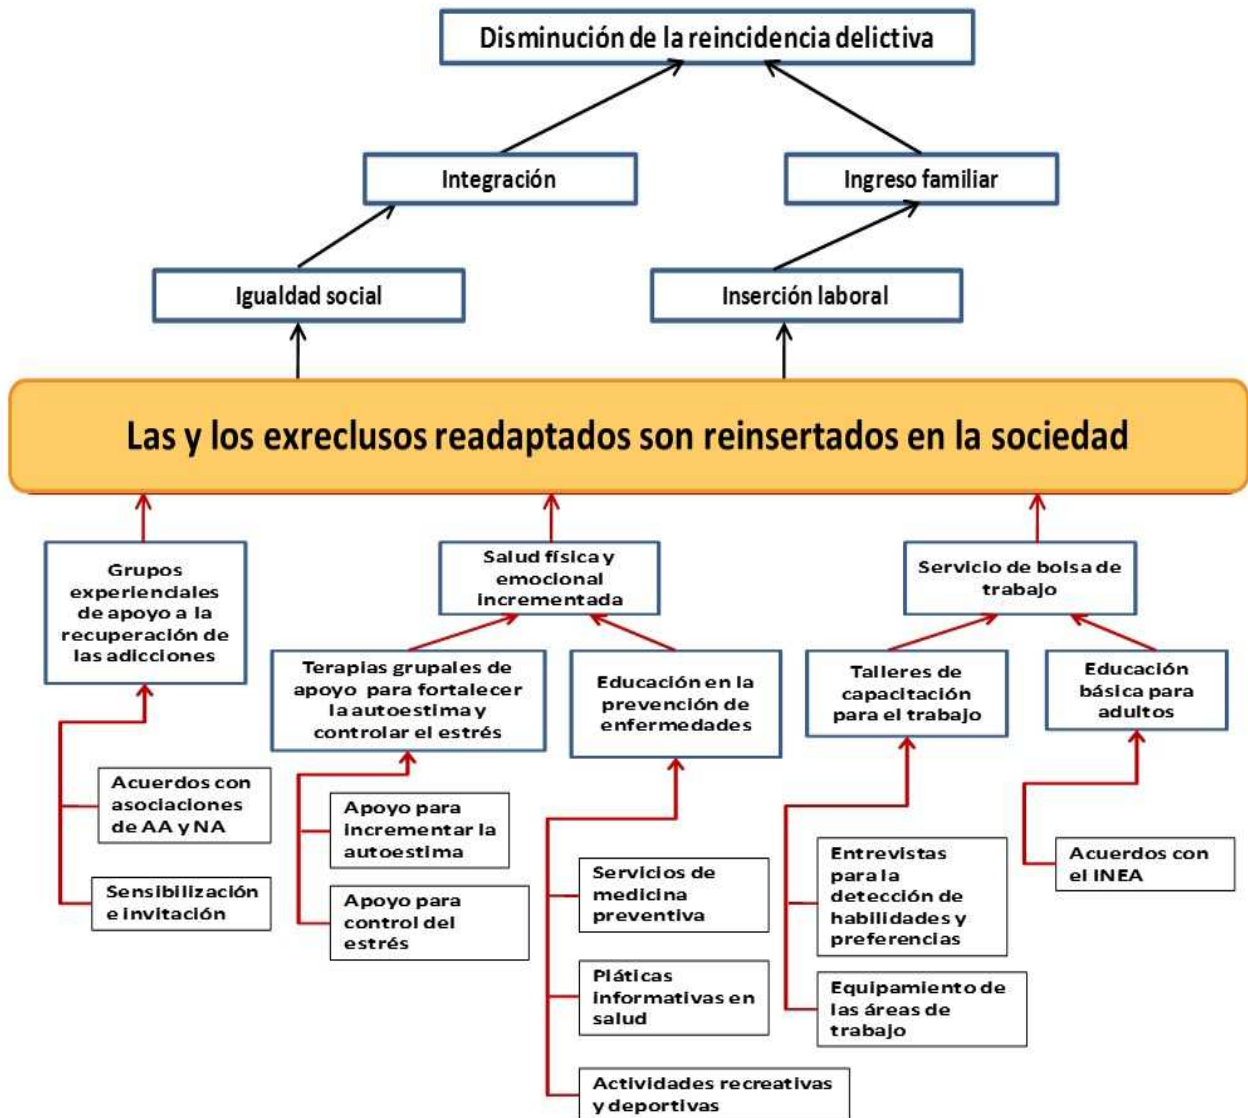 Disminución de la reincidencia delictiva
Integración
Ingreso familiar
Igualdad social
Inserción laboral
Las y los exreclusos readaptados son reinsertados en la sociedad
Grupos
experienciales
de apoyo a la
recuperación de
las adicciones
Salud física y
emocional
incrementada
Servicio de bolsa de
trabajo
Terapias grupales de
apoyo para fortalecer
la autoestima y
controlar el estrés
Educación en la
prevención de
enfermedades
Talleres de
capacitación
para el trabajo
Educación
básica para
adultos
Acuerdos con
asociaciones
de AA y NA
Sensibilización
e invitación
Apoyo para
incrementar la
autoestima
Apoyo para
control del
estrés
Servicios de
medicina
preventiva
Pláticas
informativas en
salud
Actividades recreativas
y deportivas
Entrevistas
para la
detección de
habilidades y
preferencias
Equipamiento de
las áreas de
trabajo
Acuerdos con
el INEA